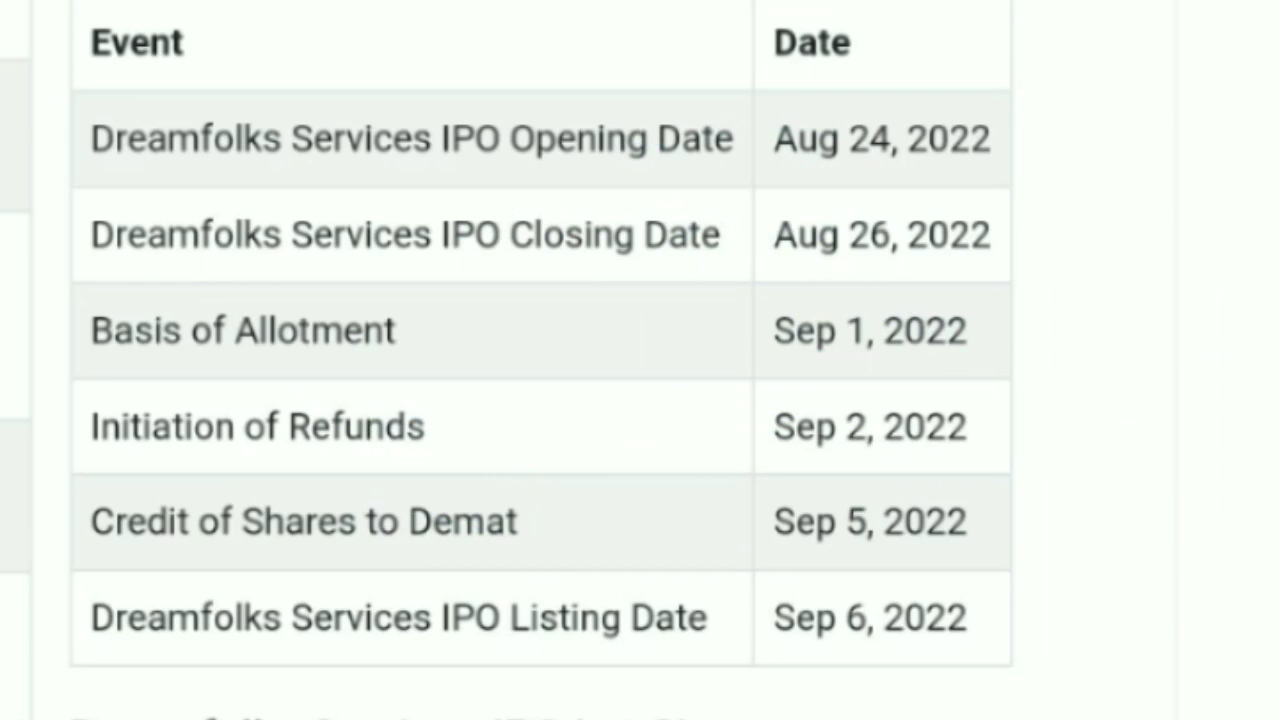 Event Date
Dreamfolks Services IPO Opening Date Aug 24, 2022
Dreamfolks Services IPO Closing Date Aug 26, 2022
Basis of Allotment Sep 1, 2022
Initiation of Refunds Sep 2, 2022
Credit of Shares to Demat Sep 5, 2022
Dreamfolks Services IPO Listing Date Sep 6, 2022